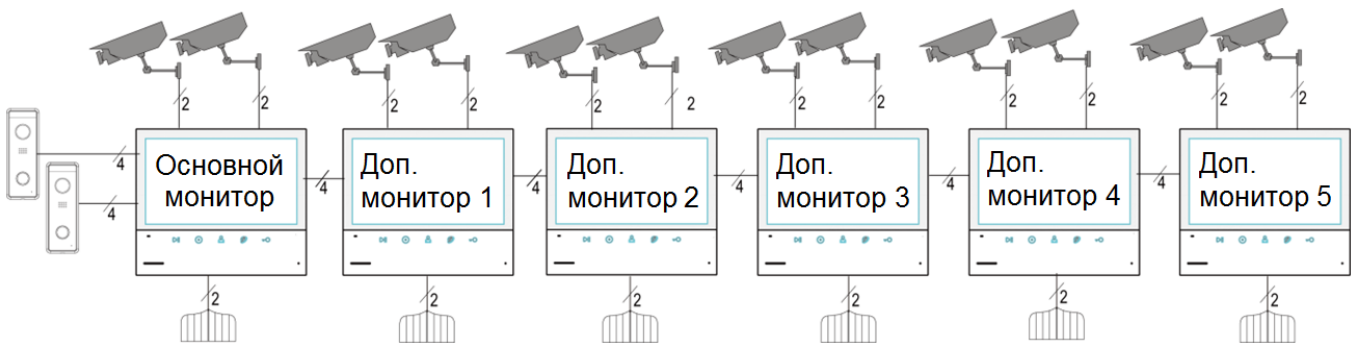 2 2 2 2 2 2 2 2 2 2 2 2
4 Основной
монитор
4
4 Доп.
монитор 1
4 Доп.
монитор 2
4 Доп.
монитор 3
4 Доп.
монитор 4
4 Доп.
монитор 5
2 2 2 2 2 2